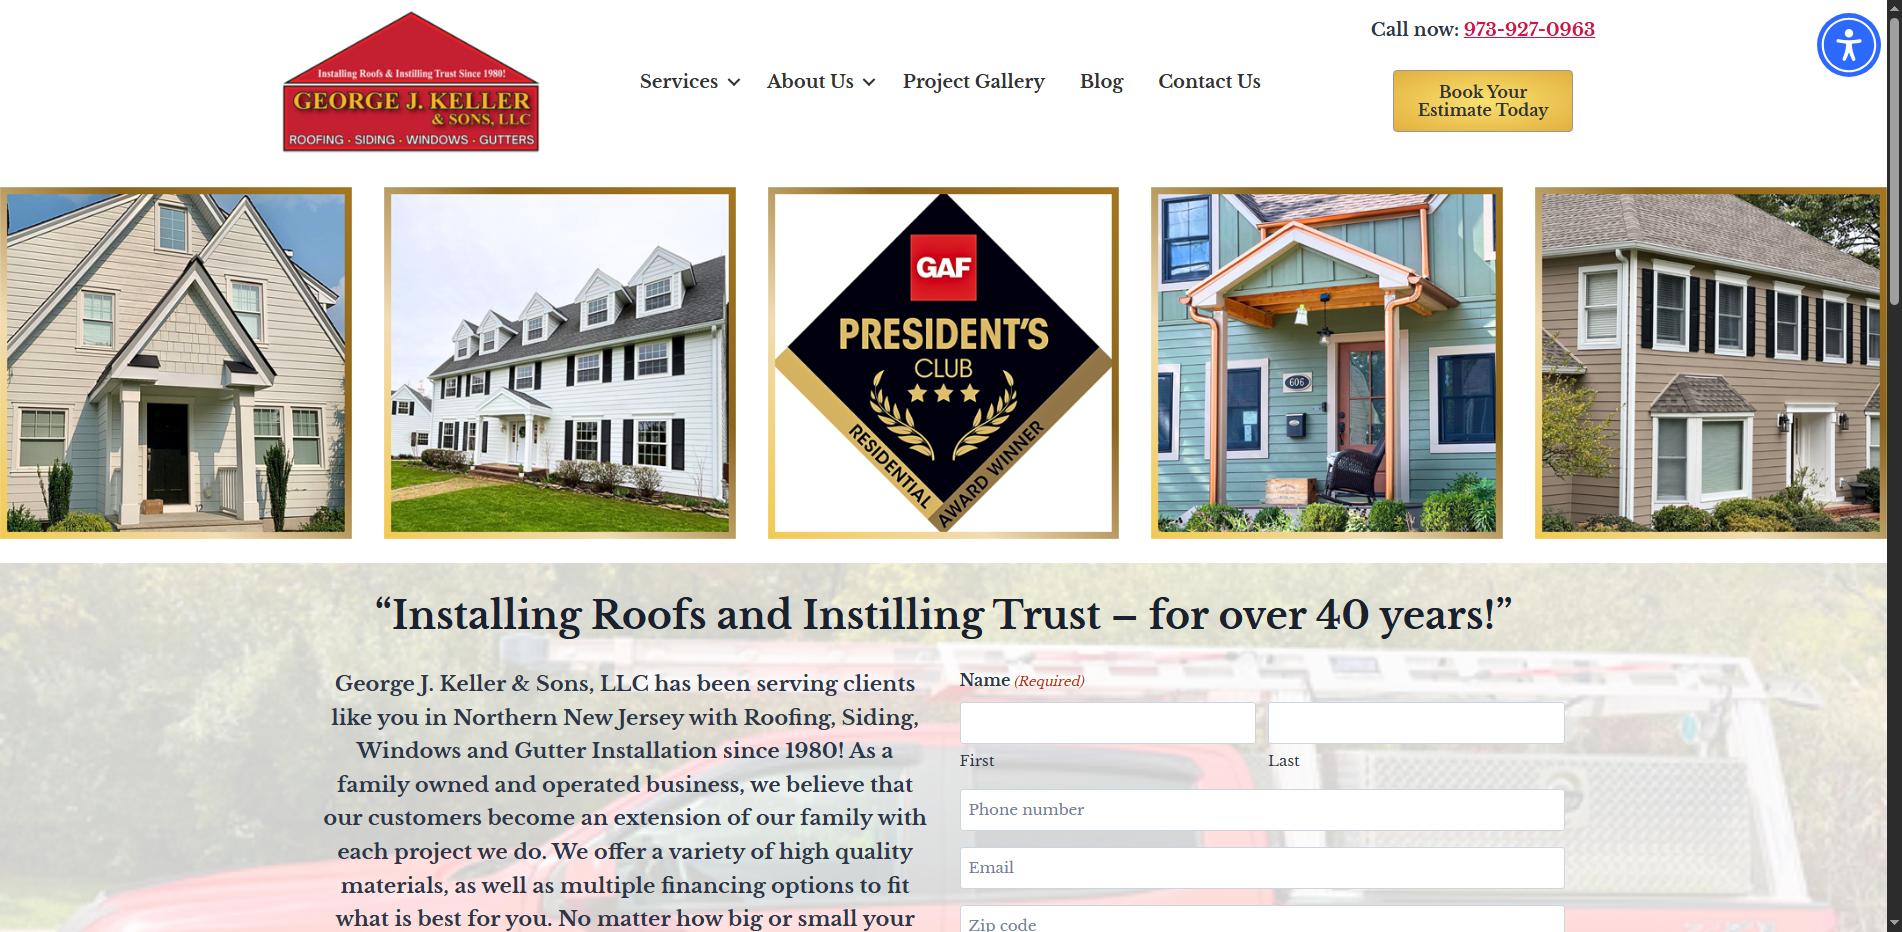 Installing Roofs & Instilling Trust Since 1980!
GEORGE J. KELLER
& SONS, LLC
ROOFING · SIDING · WINDOWS · GUTTERS
Services
About Us
Project Gallery
Blog
Contact Us
Call now: 973-927-0963
Book Your
Estimate Today
GAF
PRESIDENT'S
CLUB
RESIDENTIAL
AWARD WINNER
606
“Installing Roofs and Instilling Trust – for over 40 years!”
George J. Keller & Sons, LLC has been serving clients
like you in Northern New Jersey with Roofing, Siding,
Windows and Gutter Installation since 1980! As a
family owned and operated business, we believe that
our customers become an extension of our family with
each project we do. We offer a variety of high quality
materials, as well as multiple financing options to fit
what is best for you. No matter how big or small your
Name (Required)
First
Last
Phone number
Email
Zip code